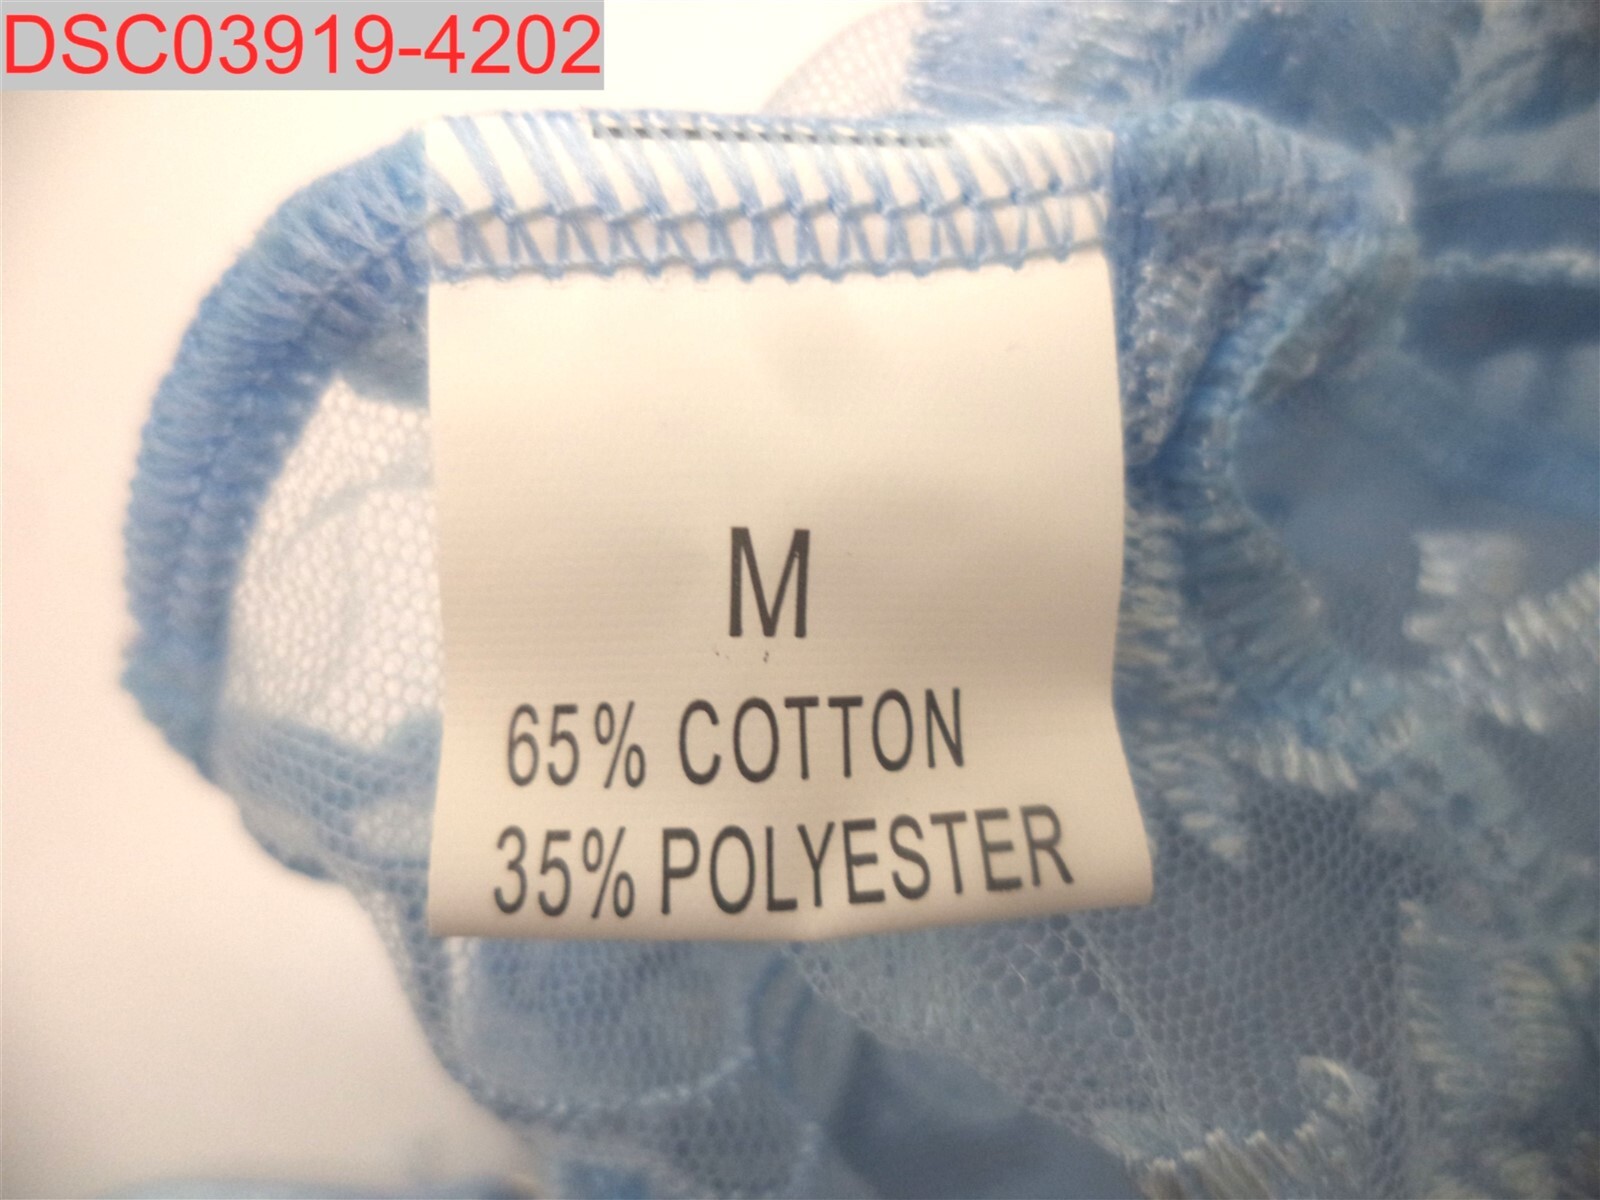 DSC03919-4202
M
65% COTTON
35% POLYESTER